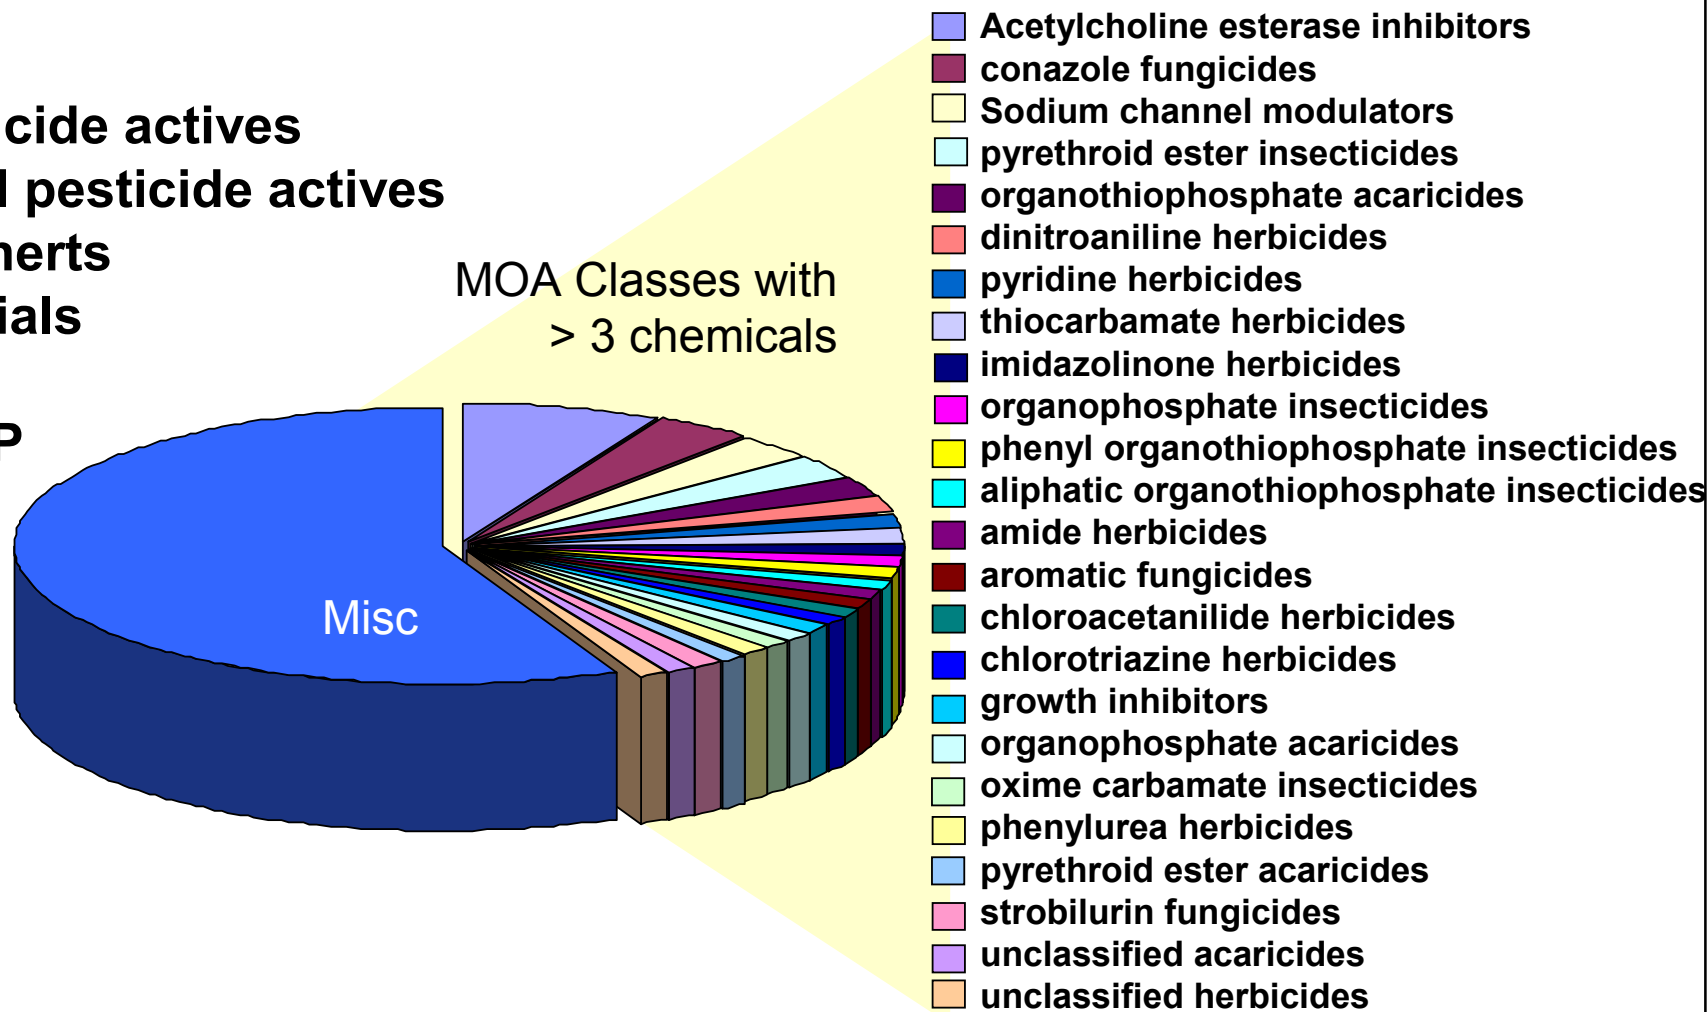 cide actives
pesticide actives
nerts
ials
P
MOA Classes with
> 3 chemicals
Misc
Acetylcholine esterase inhibitors
conazole fungicides
Sodium channel modulators
pyrethroid ester insecticides
organothiophosphate acaricides
dinitroaniline herbicides
pyridine herbicides
thiocarbamate herbicides
imidazolinone herbicides
organophosphate insecticides
phenyl organothiophosphate insecticides
aliphatic organothiophosphate insecticides
amide herbicides
aromatic fungicides
chloroacetanilide herbicides
chlorotriazine herbicides
growth inhibitors
organophosphate acaricides
oxime carbamate insecticides
phenylurea herbicides
pyrethroid ester acaricides
strobilurin fungicides
unclassified acaricides
unclassified herbicides